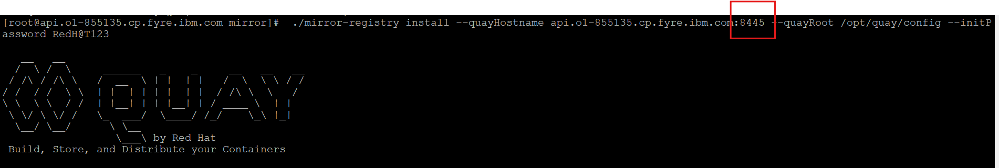 [root@api.o1-855135.cp.fyre.ibm.com mirror]#  ./mirror-registry install --quayHostname api.o1-855135.cp.fyre.ibm.com:8445 --quayRoot /opt/quay/config --initP
assword RedH@T123
QUAY
by Red Hat
Build, Store, and Distribute your Containers